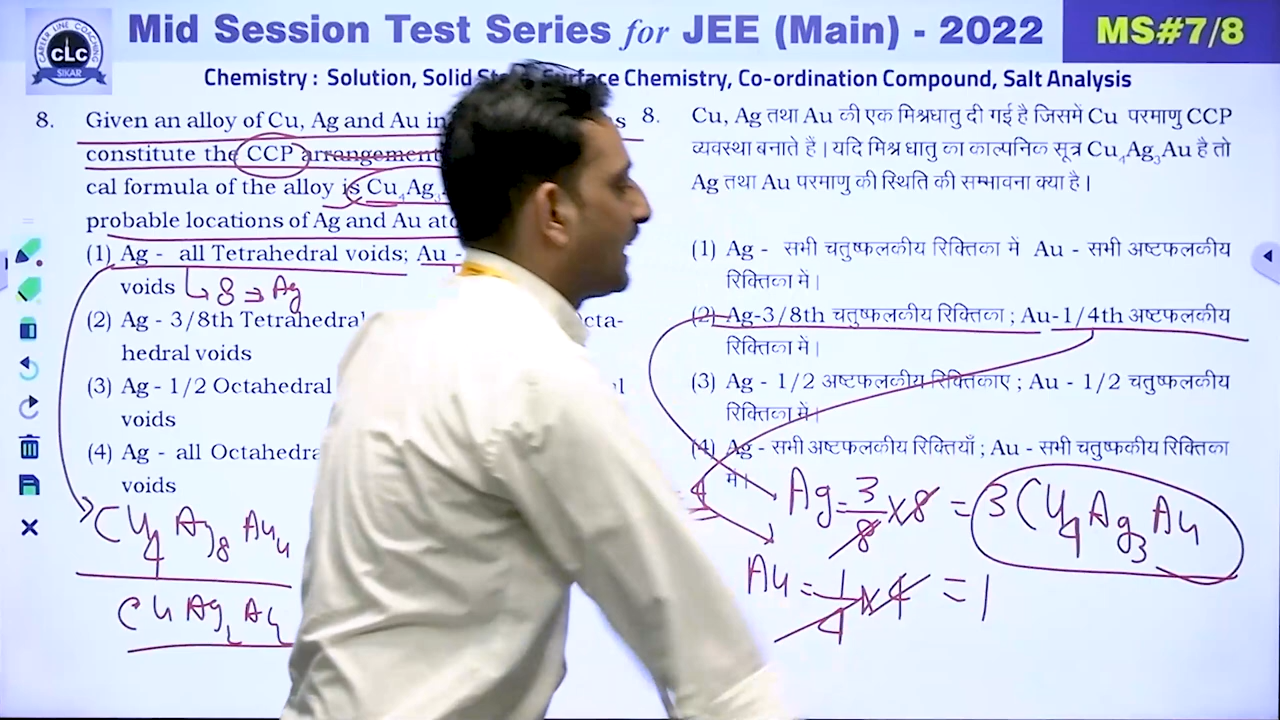 Mid Session Test Series for JEE (Main) - 2022
MS#7/8
CAREER LINE COACHING
CLC
SIKAR
Chemistry : Solution, Solid Surface Chemistry, Co-ordination Compound, Salt Analysis
8. Given an alloy of Cu, Ag and Au in
constitute the CCP arrangement
cal formula of the alloy is Cu₄Ag₃
probable locations of Ag and Au
(1) Ag - all Tetrahedral voids; Au -
voids
8 ⇒ Ag
(2) Ag - 3/8th
hedral voids
(3) Ag - 1/2 Octahedral
voids
(4) Ag - all
voids
Cu₄ Ag₈ Au₄
Cu Ag₂ Au
8. Cu, Ag तथा Au की एक मिश्रधातु दी गई है जिसमें Cu परमाणु CCP
व्यवस्था बनाते हैं। यदि मिश्र धातु का काल्पनिक सूत्र Cu₄Ag₃Au है तो
Ag तथा Au परमाणु की स्थिति की सम्भावना क्या है।
(1) Ag - सभी चतुष्फलकीय रिक्तिका में Au - सभी अष्टफलकीय
रिक्तिका में।
(2) Ag-3/8th चतुष्फलकीय रिक्तिका ; Au-1/4th अष्टफलकीय
रिक्तिका में।
(3) Ag - 1/2 अष्टफलकीय रिक्तिकाए ; Au - 1/2 चतुष्फलकीय
रिक्तिका में।
(4) Ag - सभी अष्टफलकीय रिक्तियाँ ; Au - सभी चतुष्फकीय रिक्तिका
में।
= 4
Ag = 3/8 × 8 = 3
Cu₄Ag₃Au
Au = 1/4 × 4 = 1